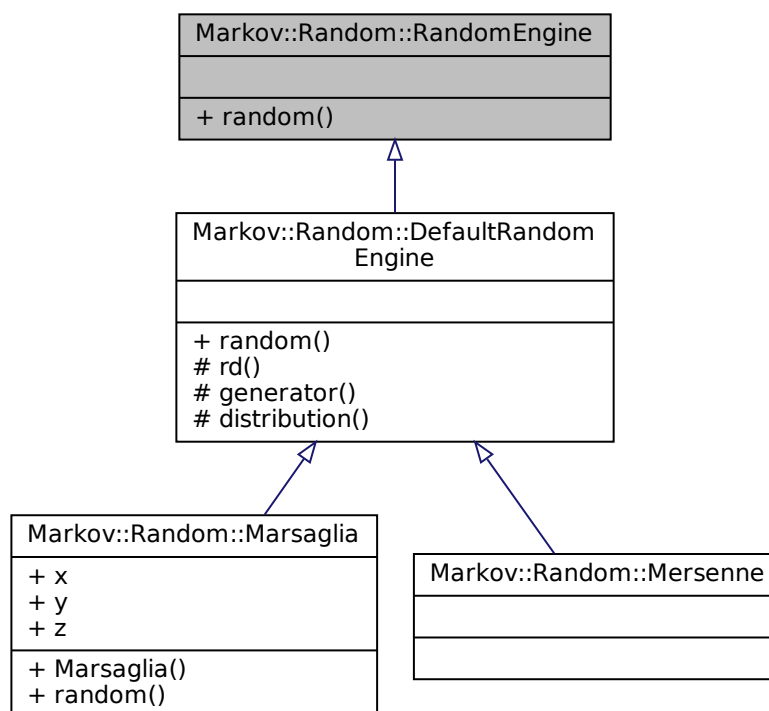 Markov::Random::RandomEngine
+ random()
Markov::Random::DefaultRandom
Engine
+ random()
# rd()
# generator()
# distribution()
Markov::Random::Marsaglia
+ x
+ y
+ z
+ Marsaglia()
+ random()
Markov::Random::Mersenne